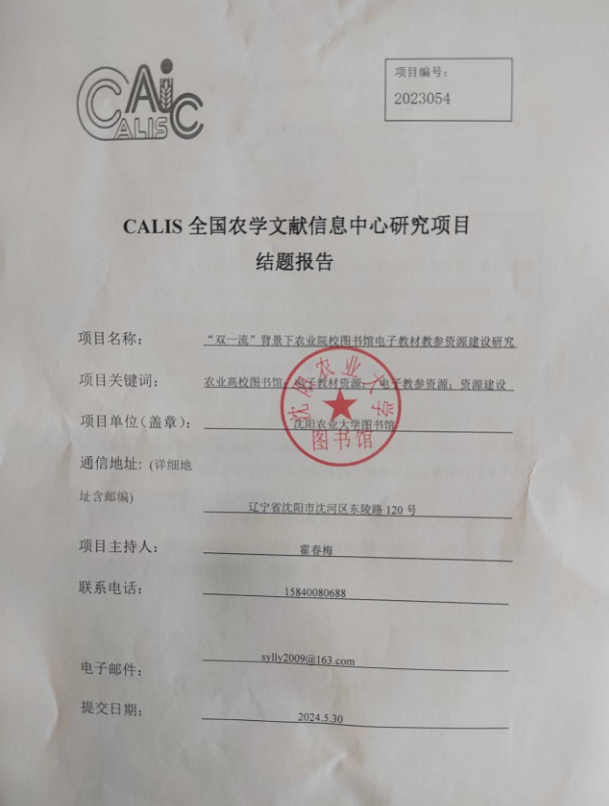 CAIC
CALIS
项目编号:
2023054
CALIS 全国农学文献信息中心研究项目
结题报告
项目名称: “双一流”背景下农业院校图书馆电子教材教参资源建设研究
项目关键词: 农业高校图书馆; 电子教材资源; 电子教参资源; 资源建设
项目单位(盖章): 沈阳农业大学图书馆
沈阳农业大学
图书馆
通信地址: (详细地
址含邮编) 辽宁省沈阳市沈河区东陵路 120 号
项目主持人: 霍春梅
联系电话: 15840080688
电子邮件: sylly2009@163.com
提交日期: 2024.5.30